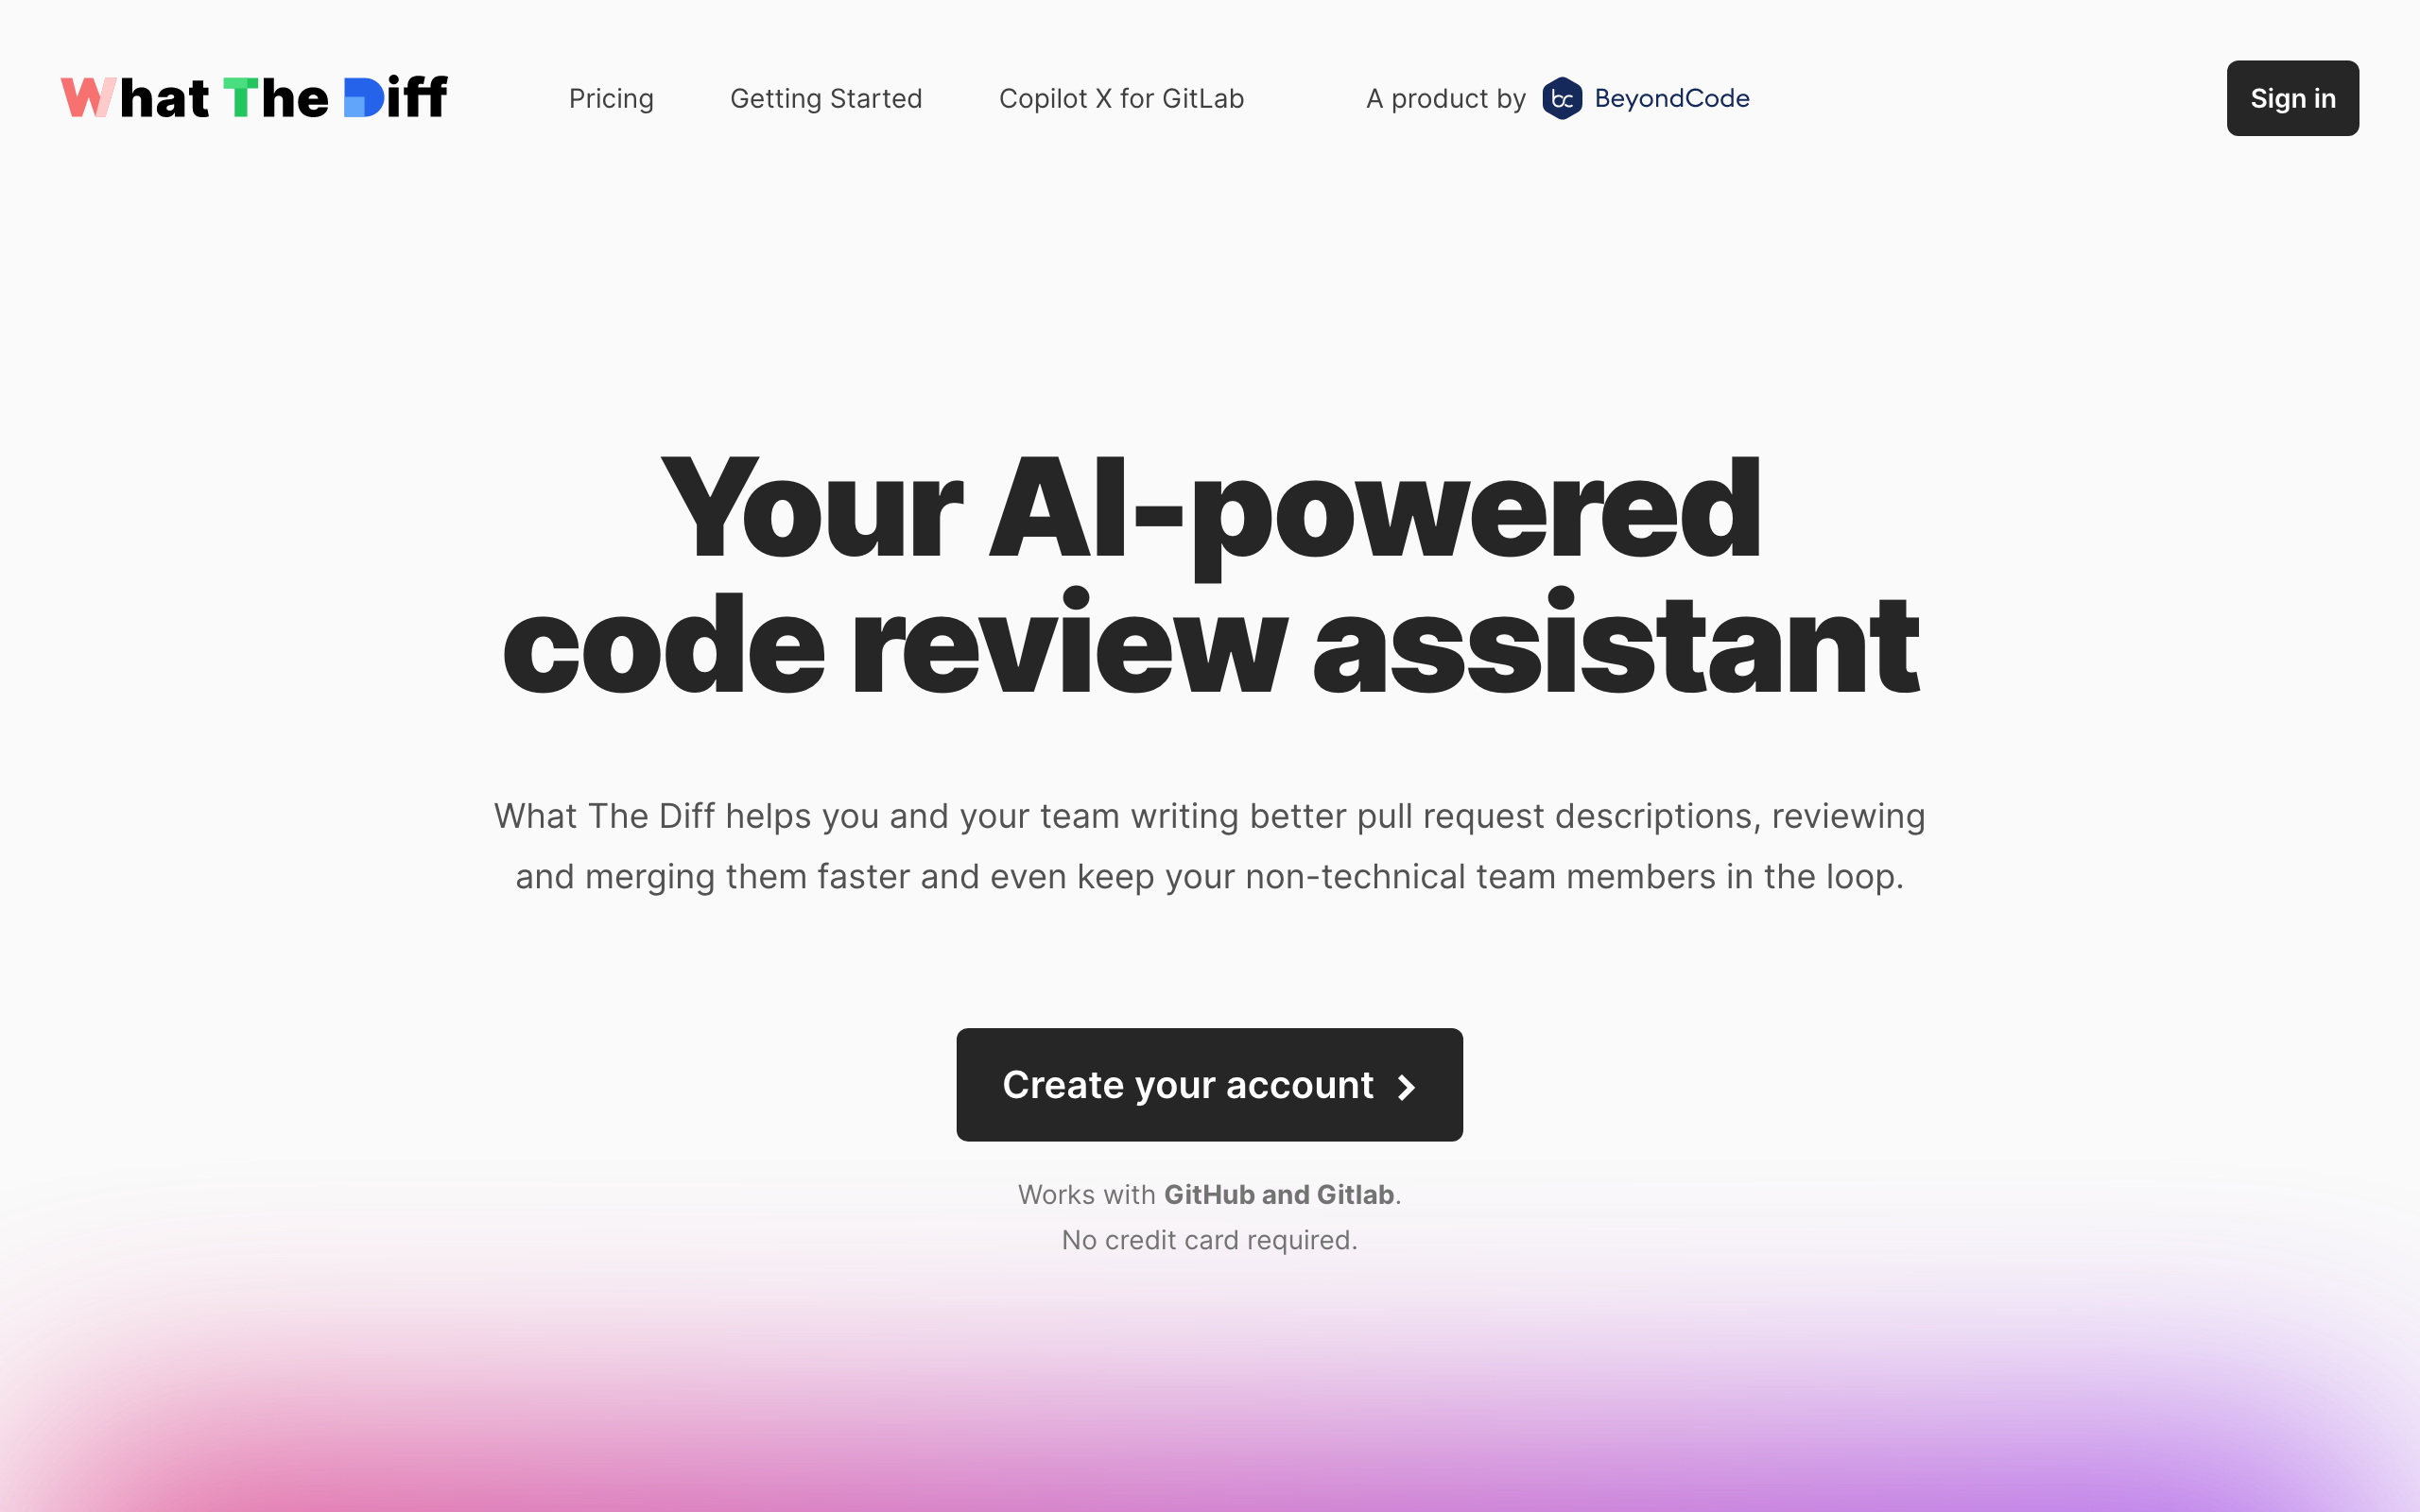 What The Diff
Pricing
Getting Started
Copilot X for GitLab
A product by bc BeyondCode
Sign in
Your AI-powered
code review assistant
What The Diff helps you and your team writing better pull request descriptions, reviewing
and merging them faster and even keep your non-technical team members in the loop.
Create your account
Works with GitHub and Gitlab.
No credit card required.